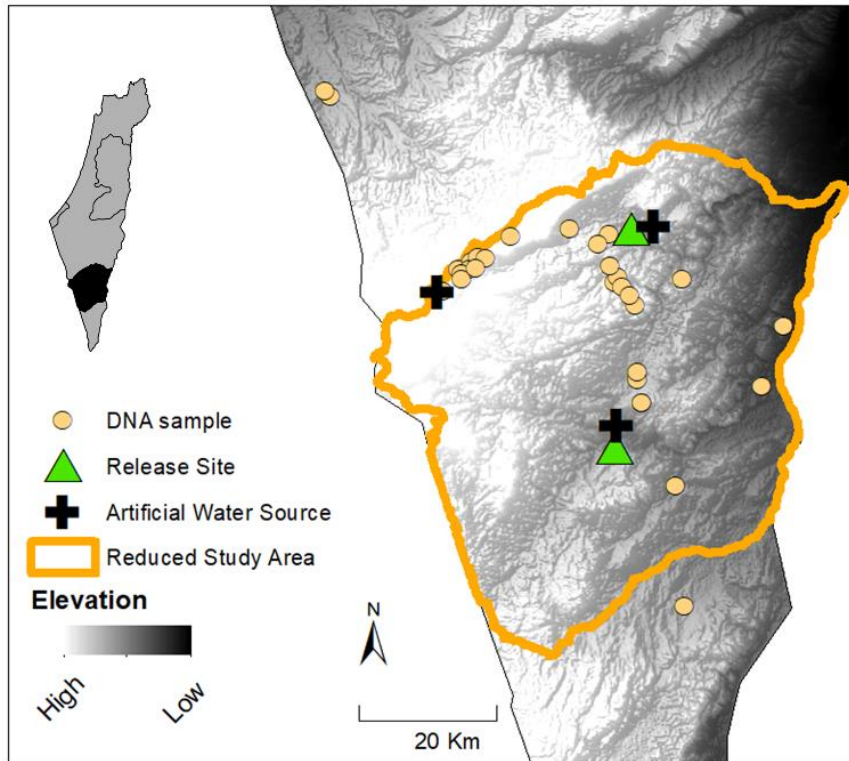 DNA sample
Release Site
Artificial Water Source
Reduced Study Area
Elevation
High
Low
N
20 Km